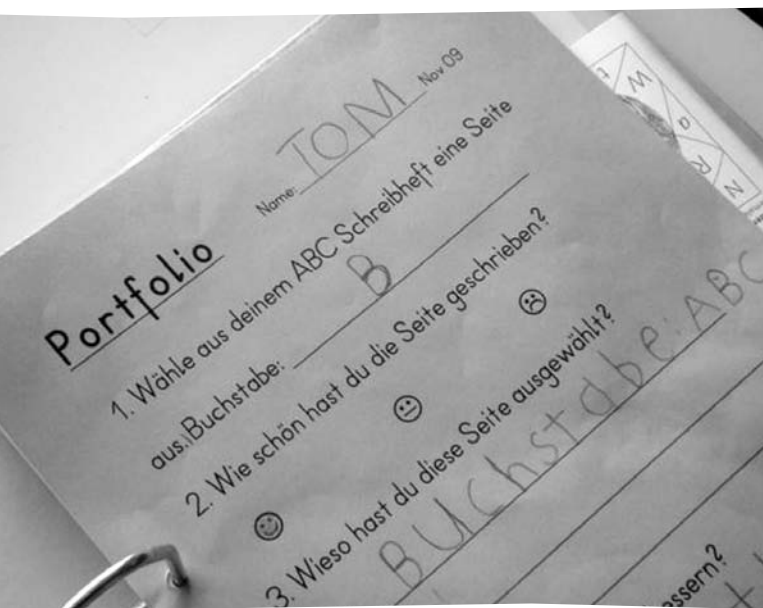 Name: TOM Nov 09
Portfolio
1. Wähle aus deinem ABC Schreibheft eine Seite
aus. Buchstabe: B
2. Wie schön hast du die Seite geschrieben?
3. Wieso hast du diese Seite ausgewählt?
Buchstabe: ABC
essern?
W a R N t